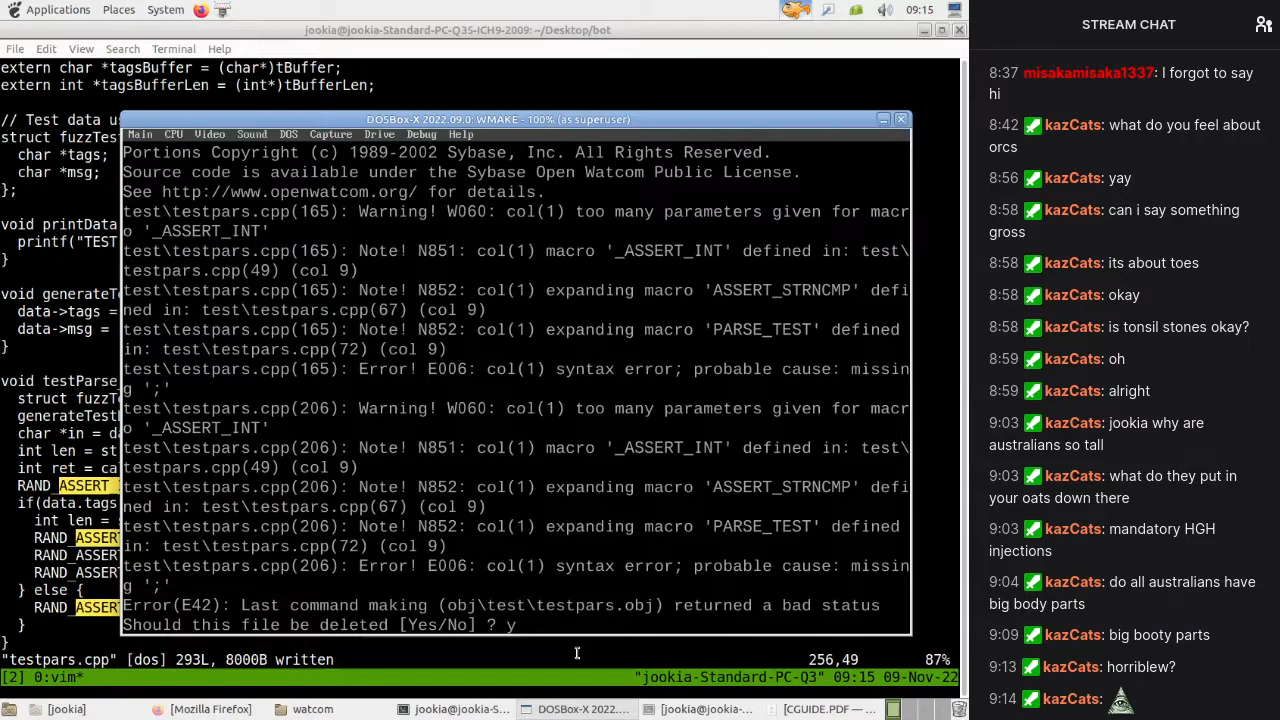 Applications Places System 09:15
jookia@jookia-Standard-PC-Q35-ICH9-2009: ~/Desktop/bot
File Edit View Search Terminal Help
extern char *tagsBuffer = (char*)tBuffer;
extern int *tagsBufferLen = (int*)tBufferLen;
// Test data u
struct fuzzTes
char *tags;
char *msg;
};
void printData
printf("TEST
}
void generateT
data->tags =
data->msg =
}
void testParse
struct fuzzT
generateTest
char *in = d
int len = st
int ret = ca
RAND_ASSERT
if(data.tags
int len =
RAND_ASSER
RAND_ASSER
RAND_ASSER
} else {
RAND_ASSER
}
}
"testpars.cpp" [dos] 293L, 8000B written 256,49 87%
[2] 0:vim* "jookia-Standard-PC-Q3" 09:15 09-Nov-22
DOSBox-X 2022.09.0: WMAKE - 100% (as superuser)
Main CPU Video Sound DOS Capture Drive Debug Help
Portions Copyright (c) 1989-2002 Sybase, Inc. All Rights Reserved.
Source code is available under the Sybase Open Watcom Public License.
See http://www.openwatcom.org/ for details.
test\testpars.cpp(165): Warning! W060: col(1) too many parameters given for macr
o '_ASSERT_INT'
test\testpars.cpp(165): Note! N851: col(1) macro '_ASSERT_INT' defined in: test\
testpars.cpp(49) (col 9)
test\testpars.cpp(165): Note! N852: col(1) expanding macro 'ASSERT_STRNCMP' defi
ned in: test\testpars.cpp(67) (col 9)
test\testpars.cpp(165): Note! N852: col(1) expanding macro 'PARSE_TEST' defined
in: test\testpars.cpp(72) (col 9)
test\testpars.cpp(165): Error! E006: col(1) syntax error; probable cause: missin
g ';'
test\testpars.cpp(206): Warning! W060: col(1) too many parameters given for macr
o '_ASSERT_INT'
test\testpars.cpp(206): Note! N851: col(1) macro '_ASSERT_INT' defined in: test\
testpars.cpp(49) (col 9)
test\testpars.cpp(206): Note! N852: col(1) expanding macro 'ASSERT_STRNCMP' defi
ned in: test\testpars.cpp(67) (col 9)
test\testpars.cpp(206): Note! N852: col(1) expanding macro 'PARSE_TEST' defined
in: test\testpars.cpp(72) (col 9)
test\testpars.cpp(206): Error! E006: col(1) syntax error; probable cause: missin
g ';'
Error(E42): Last command making (obj\test\testpars.obj) returned a bad status
Should this file be deleted [Yes/No] ? y
[jookia] [Mozilla Firefox] watcom jookia@jookia-S... DOSBox-X 2022.... [jookia@jookia-... [CGUIDE.PDF — ...
STREAM CHAT
8:37 misakamisaka1337: I forgot to say
hi
8:42 kazCats: what do you feel about
orcs
8:56 kazCats: yay
8:58 kazCats: can i say something
gross
8:58 kazCats: its about toes
8:58 kazCats: okay
8:58 kazCats: is tonsil stones okay?
8:59 kazCats: oh
8:59 kazCats: alright
9:03 kazCats: jookia why are
australians so tall
9:03 kazCats: what do they put in
your oats down there
9:03 kazCats: mandatory HGH
injections
9:04 kazCats: do all australians have
big body parts
9:09 kazCats: big booty parts
9:13 kazCats: horriblew?
9:14 kazCats: